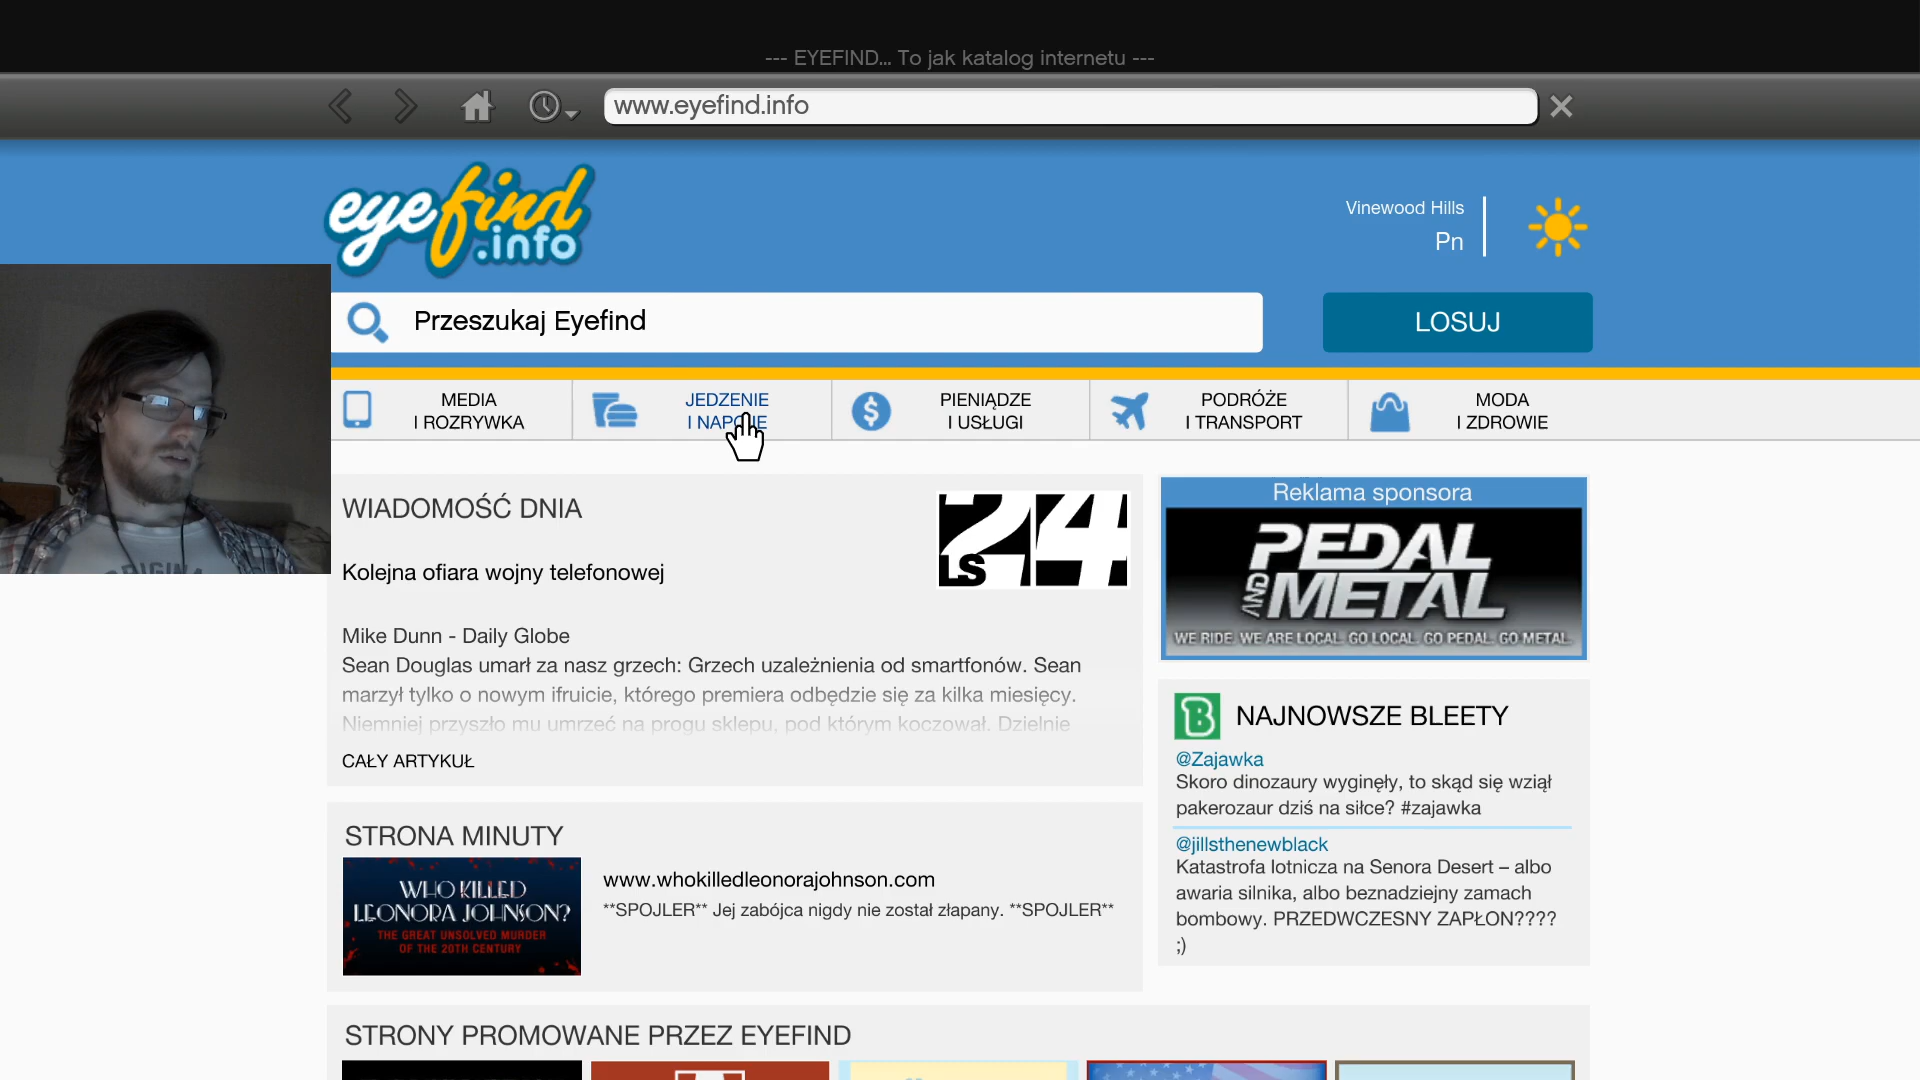 --- EYEFIND... To jak katalog internetu ---
www.eyefind.info
eyefind
.info
Vinewood Hills
Pn
Przeszukaj Eyefind
LOSUJ
MEDIA
I ROZRYWKA
JEDZENIE
I NAPOJE
PIENIĄDZE
I USŁUGI
PODRÓŻE
I TRANSPORT
MODA
I ZDROWIE
WIADOMOŚĆ DNIA
24
LS
Kolejna ofiara wojny telefonowej
Mike Dunn - Daily Globe
Sean Douglas umarł za nasz grzech: Grzech uzależnienia od smartfonów. Sean
marzył tylko o nowym ifruicie, którego premiera odbędzie się za kilka miesięcy.
Niemniej przyszło mu umrzeć na progu sklepu, pod którym koczował. Dzielnie
CAŁY ARTYKUŁ
Reklama sponsora
PEDAL
AND METAL
WE RIDE. WE ARE LOCAL. GO LOCAL. GO PEDAL. GO METAL.
B NAJNOWSZE BLEETY
@Zajawka
Skoro dinozaury wyginęły, to skąd się wziął
pakerozaur dziś na siłce? #zajawka
@jillsthenewblack
Katastrofa lotnicza na Senora Desert – albo
awaria silnika, albo beznadziejny zamach
bombowy. PRZEDWCZESNY ZAPŁON????
;)
STRONA MINUTY
WHO KILLED
LEONORA JOHNSON?
THE GREAT UNSOLVED MURDER
OF THE 20TH CENTURY
www.whokilledleonorajohnson.com
**SPOJLER** Jej zabójca nigdy nie został złapany. **SPOJLER**
STRONY PROMOWANE PRZEZ EYEFIND